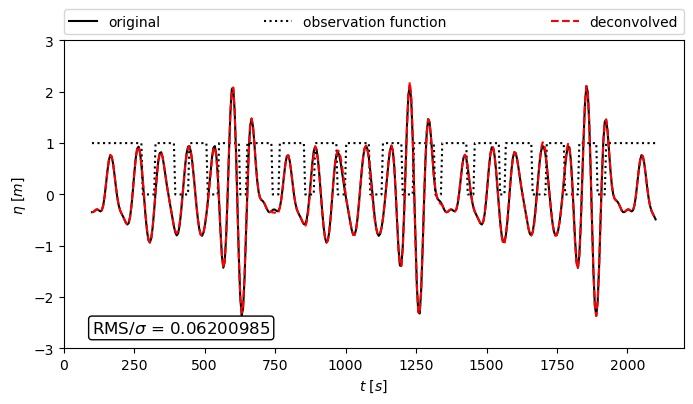 original observation function deconvolved
3
2
1
0
−1
−2
−3
η [m]
RMS/σ = 0.06200985
0 250 500 750 1000 1250 1500 1750 2000
t [s]